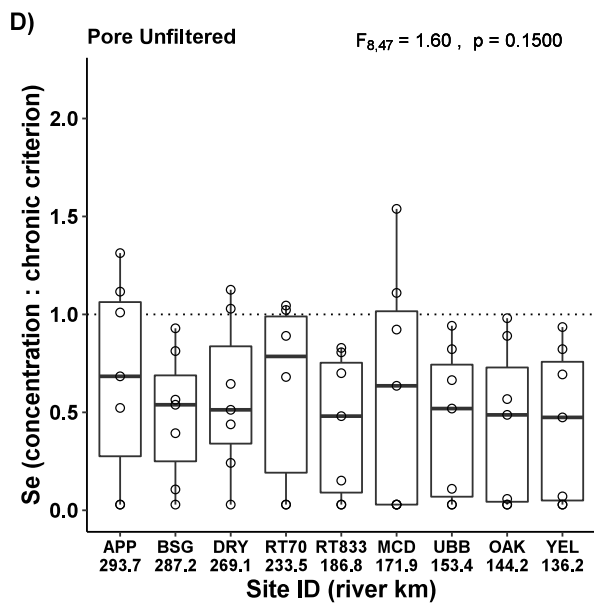 D)
Pore Unfiltered
F8,47 = 1.60 , p = 0.1500
Se (concentration : chronic criterion)
2.0
1.5
1.0
0.5
0.0
APP BSG DRY RT70 RT833 MCD UBB OAK YEL
293.7 287.2 269.1 233.5 186.8 171.9 153.4 144.2 136.2
Site ID (river km)